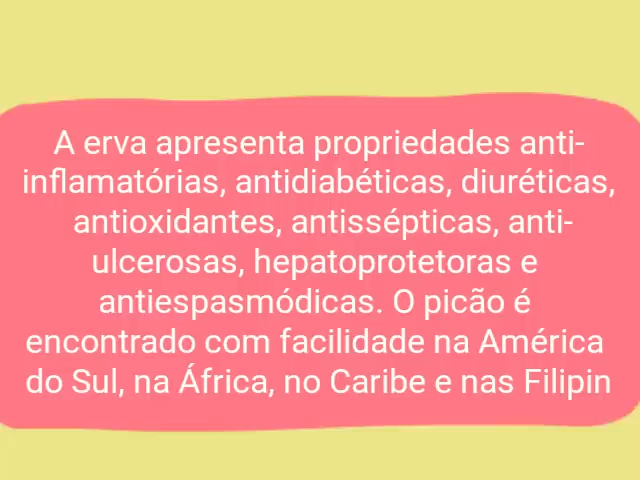 A erva apresenta propriedades anti-
inflamatórias, antidiabéticas, diuréticas,
antioxidantes, antissépticas, anti-
ulcerosas, hepatoprotetoras e
antiespasmódicas. O picão é
encontrado com facilidade na América
do Sul, na África, no Caribe e nas Filipin